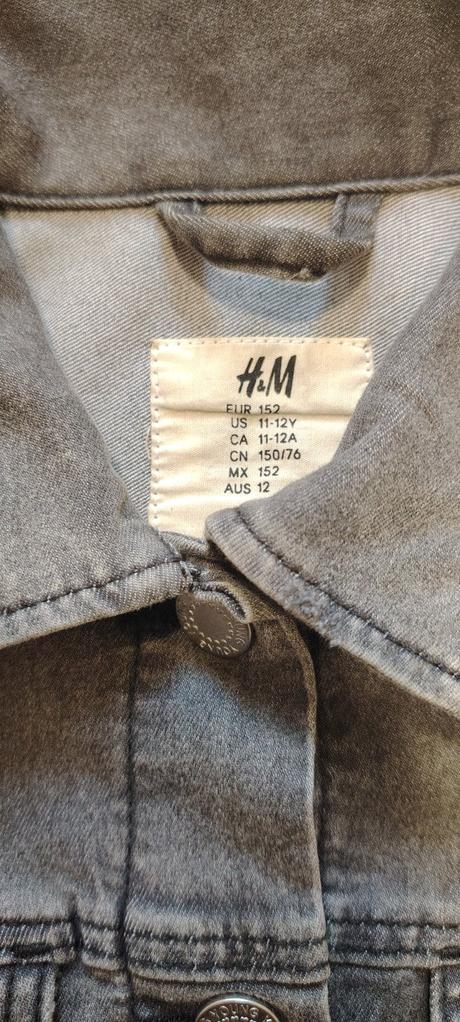 H&M
EUR 152
US 11-12Y
CA 11-12A
CN 150/76
MX 152
AUS 12